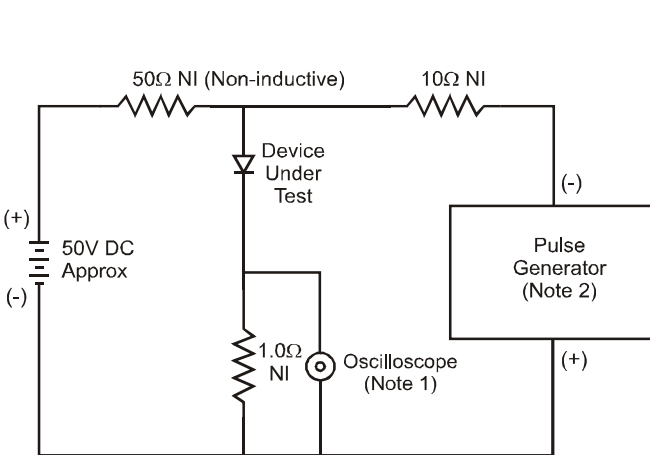 50Ω NI (Non-inductive)
10Ω NI
Device
Under
Test
(-)
(+)
50V DC
Approx
(-)
Pulse
Generator
(Note 2)
1.0Ω
NI
Oscilloscope
(Note 1)
(+)